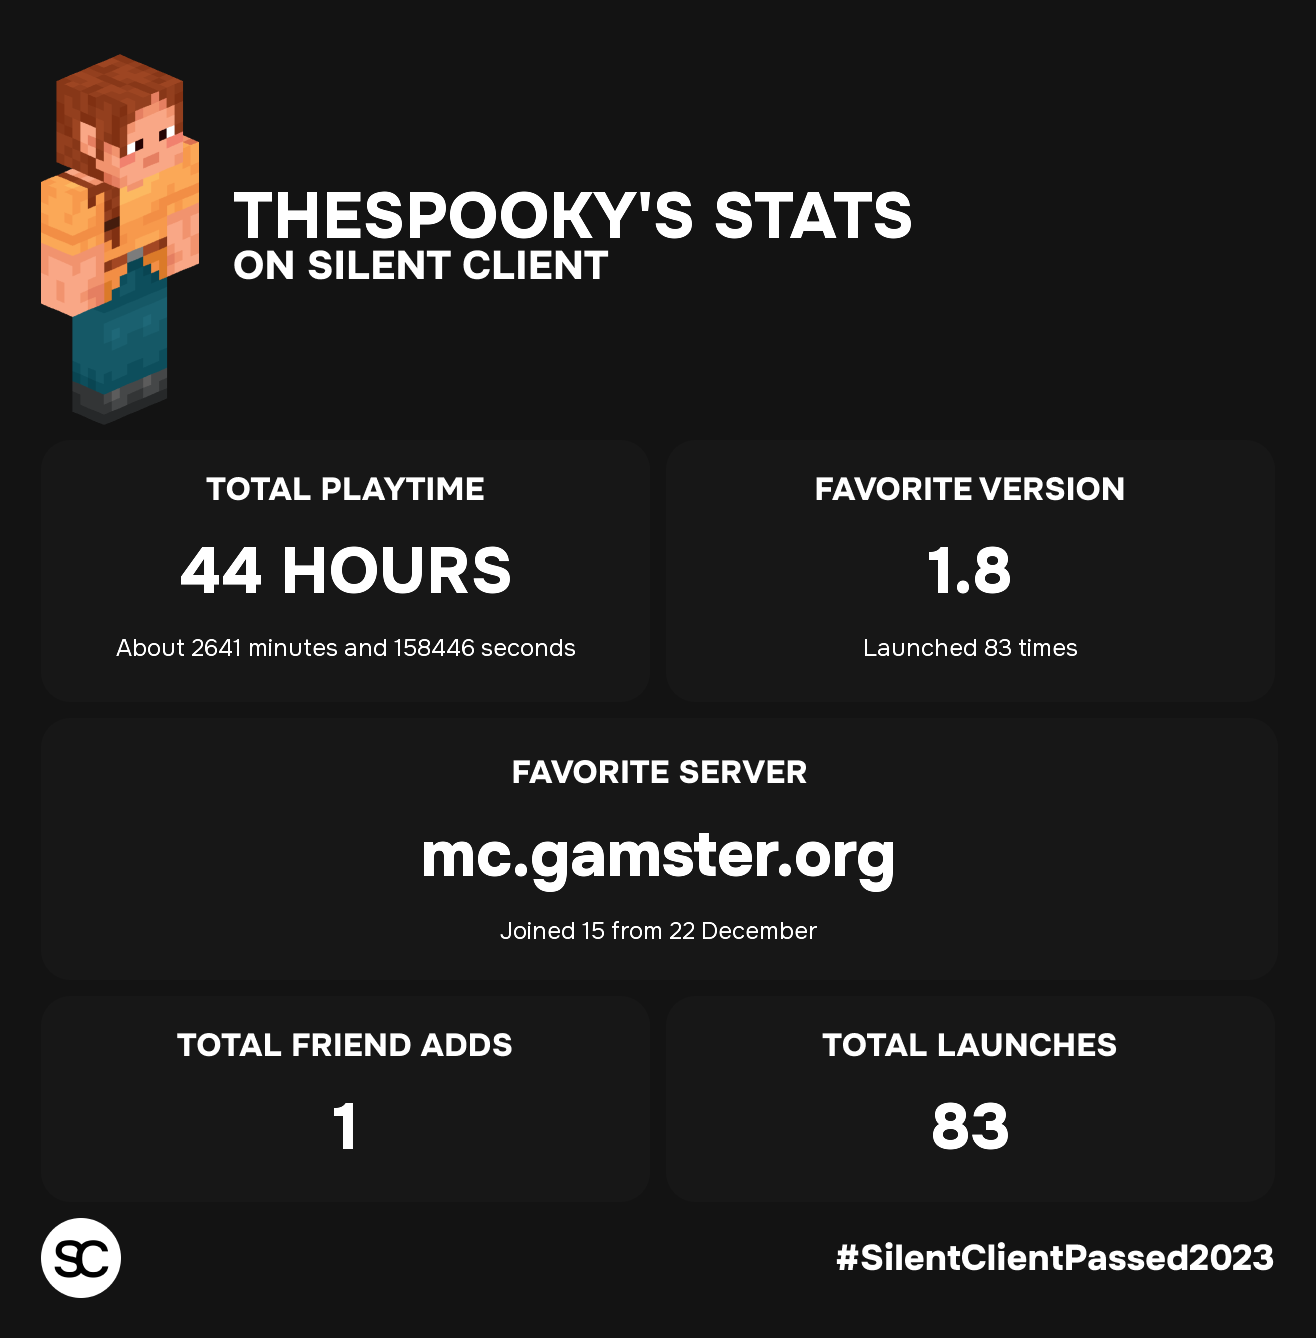 THESPOOKY'S STATS
ON SILENT CLIENT
TOTAL PLAYTIME
44 HOURS
About 2641 minutes and 158446 seconds
FAVORITE VERSION
1.8
Launched 83 times
FAVORITE SERVER
mc.gamster.org
Joined 15 from 22 December
TOTAL FRIEND ADDS
1
TOTAL LAUNCHES
83
SC
#SilentClientPassed2023